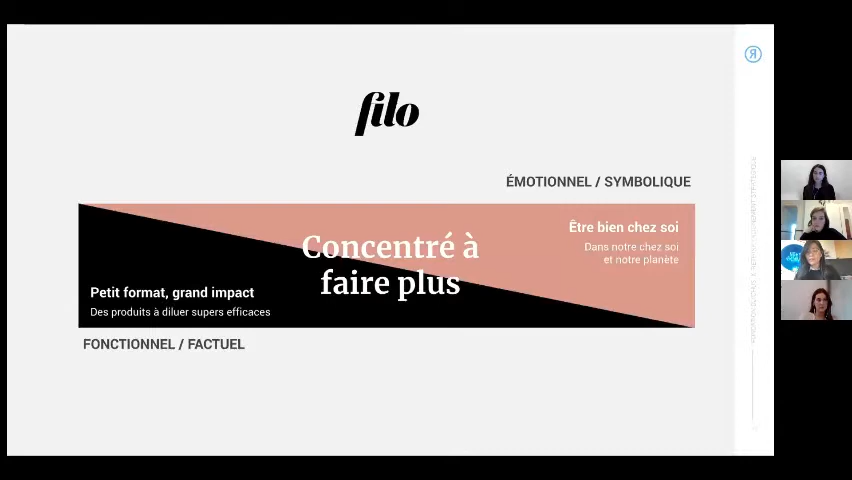 filo
ÉMOTIONNEL / SYMBOLIQUE
Être bien chez soi
Dans notre chez soi
et notre planète
Concentré à
faire plus
Petit format, grand impact
Des produits à diluer supers efficaces
FONCTIONNEL / FACTUEL